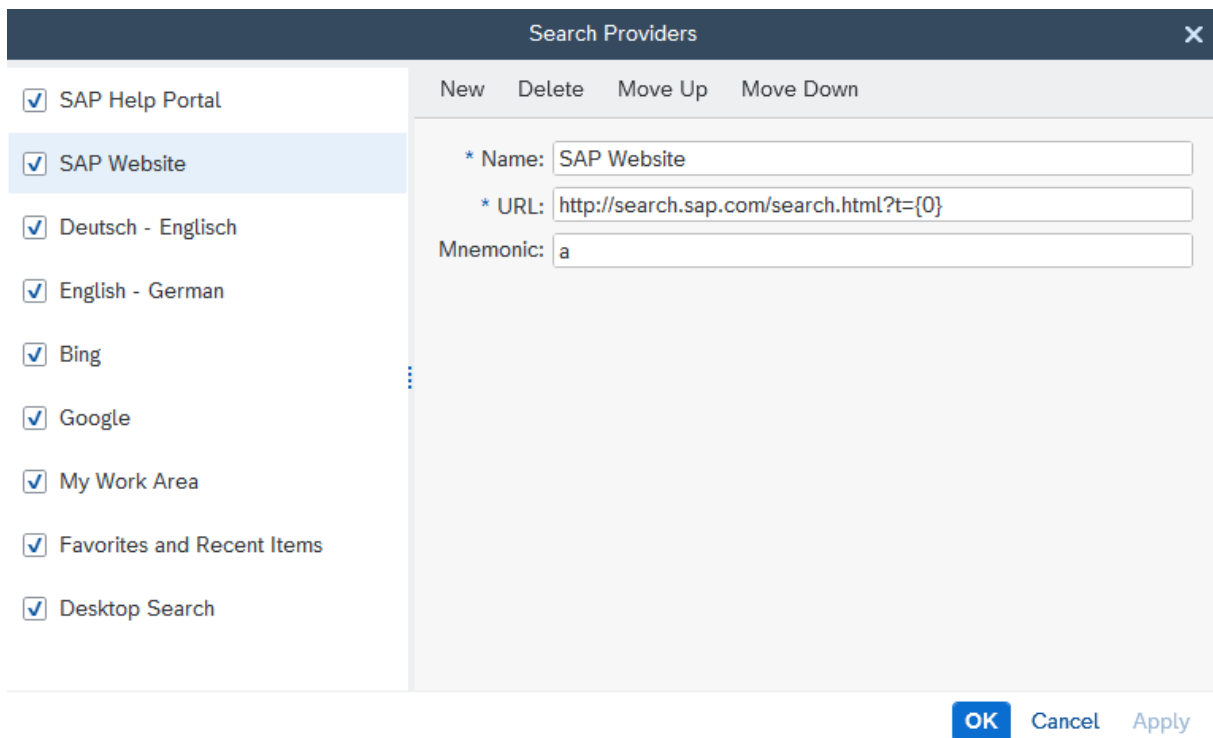 Search Providers
SAP Help Portal
SAP Website
Deutsch - Englisch
English - German
Bing
Google
My Work Area
Favorites and Recent Items
Desktop Search
New Delete Move Up Move Down
* Name: SAP Website
* URL: http://search.sap.com/search.html?t={0}
Mnemonic: a
OK Cancel Apply